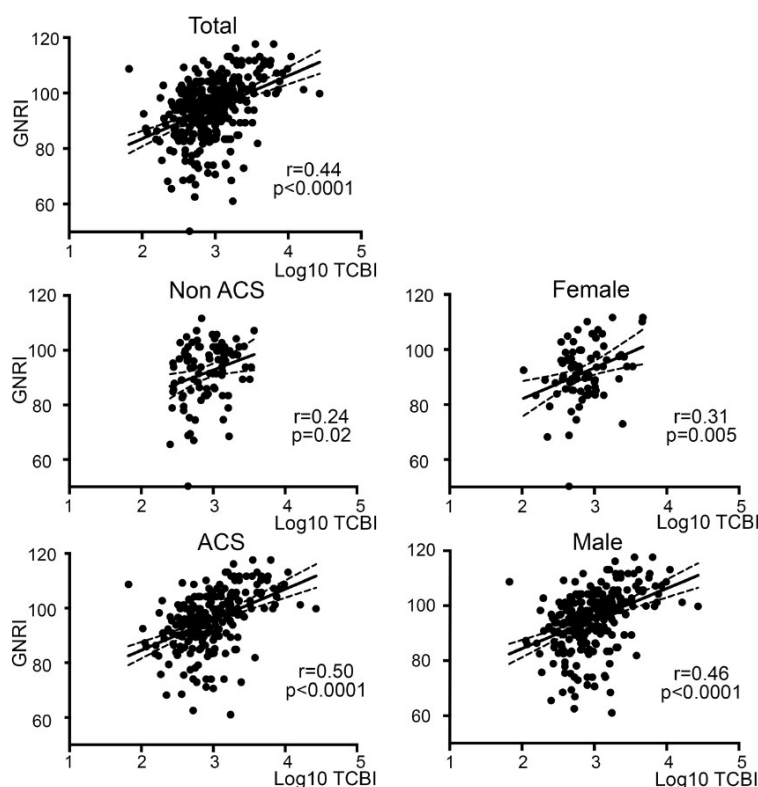 Total
120
100
80
60
GNRI
r=0.44
p<0.0001
1 2 3 4 5
Log10 TCBI
Non ACS
120
100
80
60
GNRI
r=0.24
p=0.02
1 2 3 4 5
Log10 TCBI
Female
120
100
80
60
r=0.31
p=0.005
1 2 3 4 5
Log10 TCBI
ACS
120
100
80
60
GNRI
r=0.50
p<0.0001
1 2 3 4 5
Log10 TCBI
Male
120
100
80
60
r=0.46
p<0.0001
1 2 3 4 5
Log10 TCBI